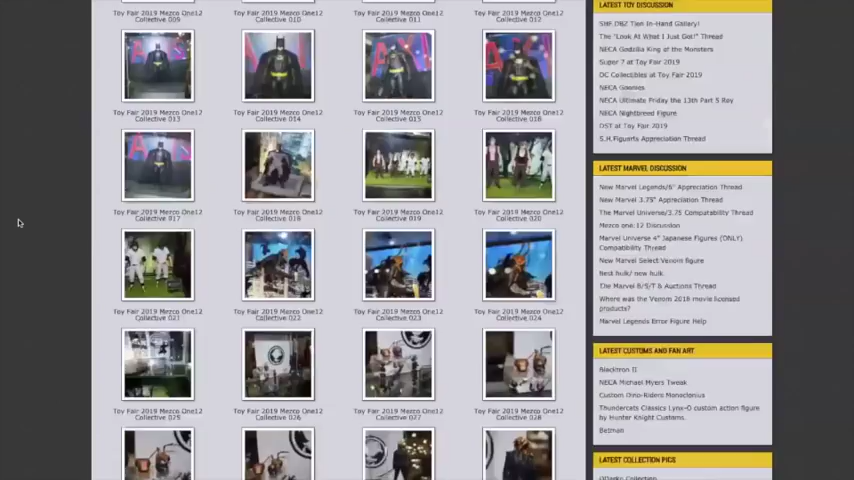 Toy Fair 2019 Mezco One12
Collective 009
Toy Fair 2019 Mezco One12
Collective 010
Toy Fair 2019 Mezco One12
Collective 011
Toy Fair 2019 Mezco One12
Collective 012
Toy Fair 2019 Mezco One12
Collective 013
Toy Fair 2019 Mezco One12
Collective 014
Toy Fair 2019 Mezco One12
Collective 015
Toy Fair 2019 Mezco One12
Collective 016
Toy Fair 2019 Mezco One12
Collective 017
Toy Fair 2019 Mezco One12
Collective 018
Toy Fair 2019 Mezco One12
Collective 019
Toy Fair 2019 Mezco One12
Collective 020
Toy Fair 2019 Mezco One12
Collective 021
Toy Fair 2019 Mezco One12
Collective 022
Toy Fair 2019 Mezco One12
Collective 023
Toy Fair 2019 Mezco One12
Collective 024
Toy Fair 2019 Mezco One12
Collective 025
Toy Fair 2019 Mezco One12
Collective 026
Toy Fair 2019 Mezco One12
Collective 027
Toy Fair 2019 Mezco One12
Collective 028
LATEST TOY DISCUSSION
SHF DBZ Tien In-Hand Gallery!
The "Look At What I Just Got!" Thread
NECA Godzilla King of the Monsters
Super 7 at Toy Fair 2019
DC Collectibles at Toy Fair 2019
NECA Goonies
NECA Ultimate Friday the 13th Part 5 Roy
NECA Nightbreed Figure
DST at Toy Fair 2019
S.H.Figuarts Appreciation Thread
LATEST MARVEL DISCUSSION
New Marvel Legends/6" Appreciation Thread
New Marvel 3.75" Appreciation Thread
The Marvel Universe/3.75 Compatability Thread
Mezco one:12 Discussion
Marvel Universe 4" Japanese Figures (ONLY)
Compatibility Thread
New Marvel Select Venom figure
Best hulk/ new hulk
The Marvel B/S/T & Auctions Thread
Where was the Venom 2018 movie licensed
products?
Marvel Legends Error Figure Help
LATEST CUSTOMS AND FAN ART
Blacktron II
NECA Michael Myers Tweak
Custom Dino-Riders Monoclonius
Thundercats Classics Lynx-O custom action figure
by Hunter Knight Customs.
Batman
LATEST COLLECTION PICS